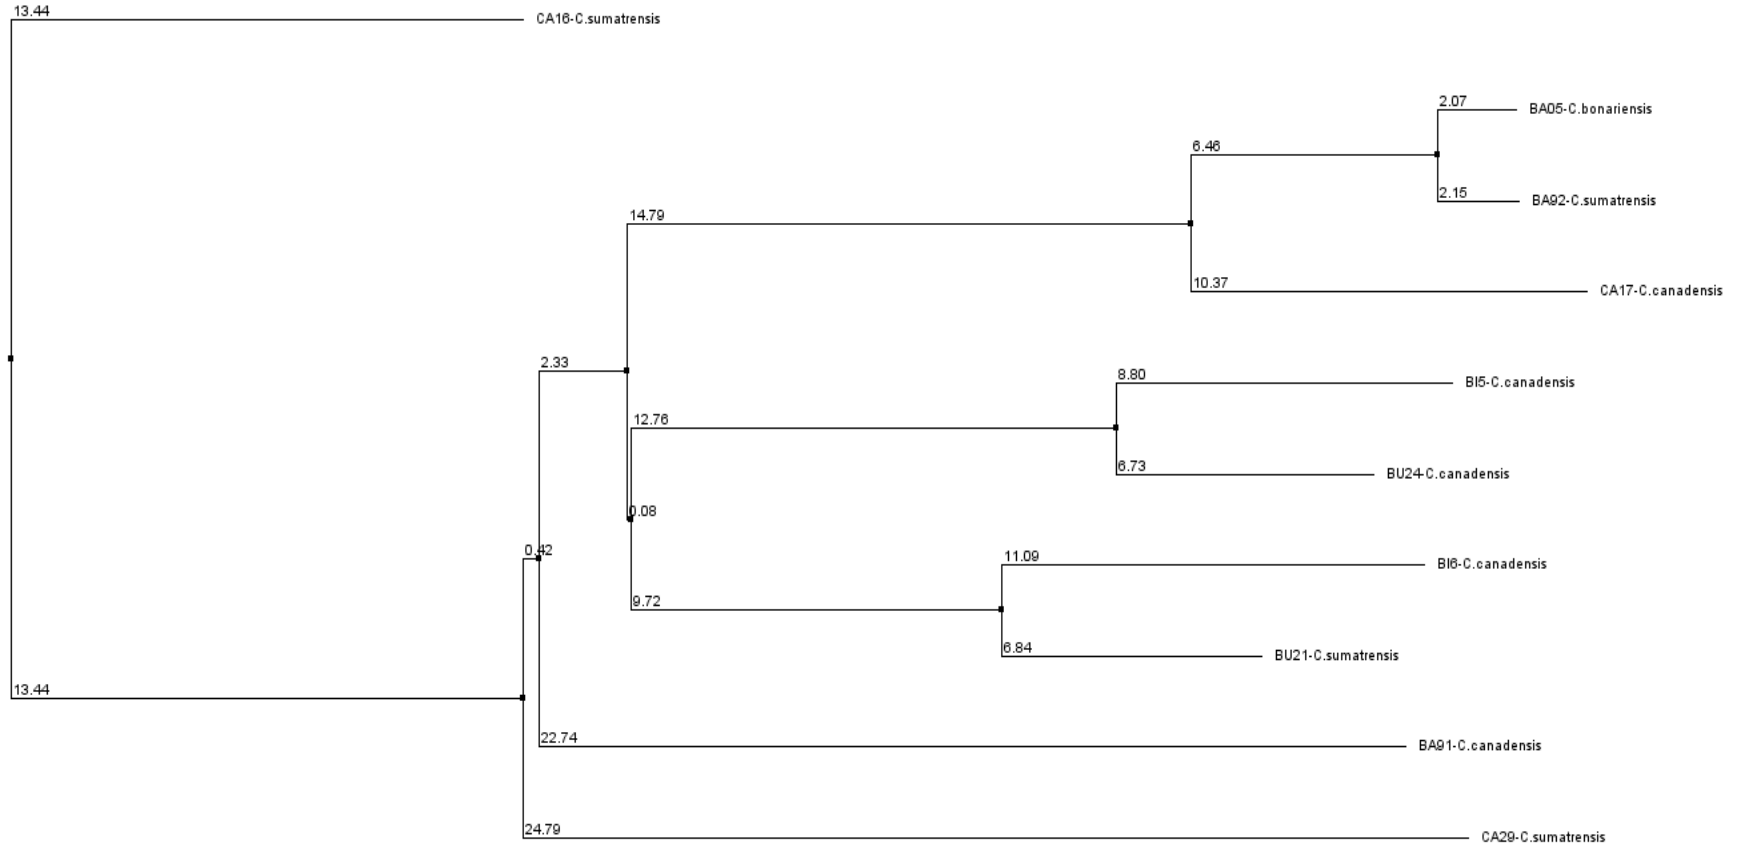 13.44
CA16-C.sumatrensis
2.07
BA05-C.bonariensis
6.46
2.15
BA92-C.sumatrensis
14.79
10.37
CA17-C.canadensis
2.33
8.80
BI5-C.canadensis
12.76
6.73
BU24-C.canadensis
0.08
0.42
11.09
BI6-C.canadensis
9.72
6.84
BU21-C.sumatrensis
13.44
22.74
BA91-C.canadensis
24.79
CA29-C.sumatrensis